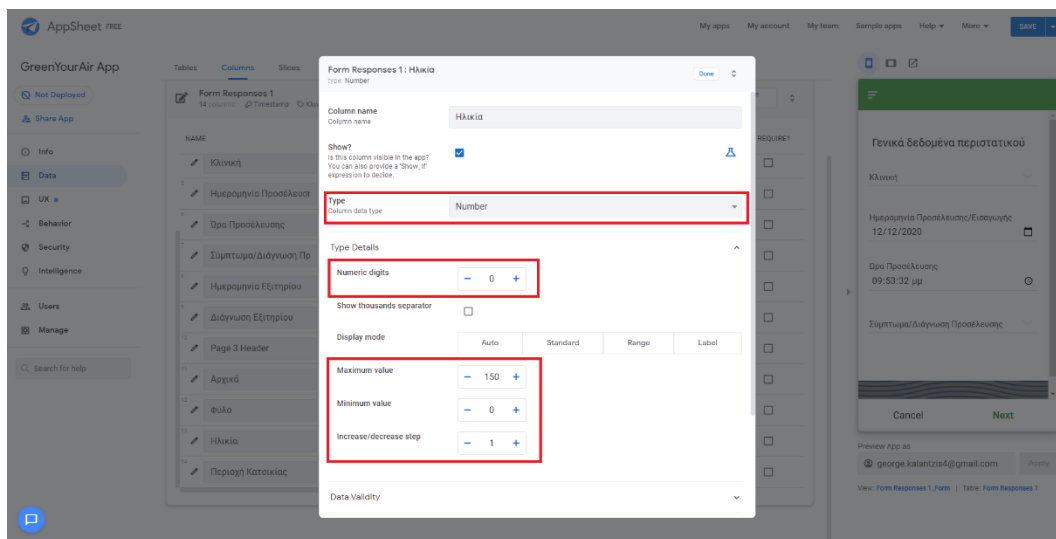 AppSheet FREE
My apps My account My team Sample apps Help More SAVE
GreenYourAir App
Not Deployed
Share App
Info
Data
UX
Behavior
Security
Intelligence
Users
Manage
Search for help
Tables Columns Slices
Form Responses 1
14 columns: Timestamp
NAME
Κλινική
Ημερομηνία Προσέλευσ
Ώρα Προσέλευσης
Σύμπτωμα/Διάγνωση Πρ
Ημερομηνία Εξιτηρίου
Διάγνωση Εξιτηρίου
Page 3 Header
Αρχικά
Φύλο
Ηλικία
Περιοχή Κατοικίας
Form Responses 1 : Ηλικία
type: Number
Done
Column name
Column name
Ηλικία
Show?
Is this column visible in the app?
You can also provide a 'Show_If'
expression to decide.
Type
Column data type
Number
Type Details
Numeric digits
− 0 +
Show thousands separator
Display mode
Auto Standard Range Label
Maximum value
− 150 +
Minimum value
− 0 +
Increase/decrease step
− 1 +
Data Validity
REQUIRE?
Γενικά δεδομένα περιστατικού
Κλινική
Ημερομηνία Προσέλευσης/Εισαγωγής
12/12/2020
Ώρα Προσέλευσης
09:53:32 μμ
Σύμπτωμα/Διάγνωση Προσέλευσης
Cancel Next
Preview App as
george.kalantzis4@gmail.com Apply
View: Form Responses 1_Form | Table: Form Responses 1